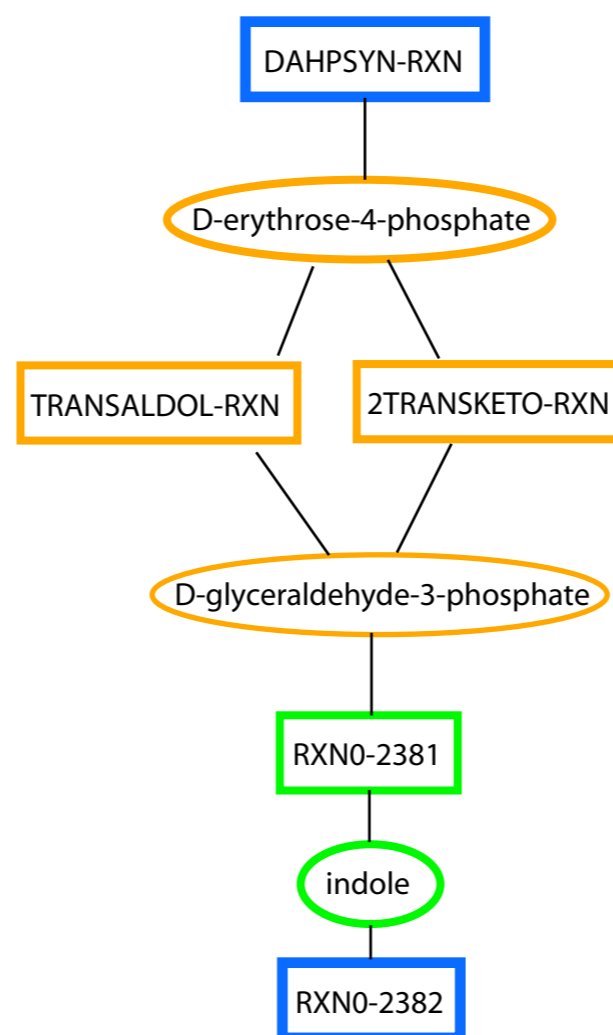 DAHPSYN-RXN
D-erythrose-4-phosphate
TRANSALDOL-RXN
2TRANSKETO-RXN
D-glyceraldehyde-3-phosphate
RXN0-2381
indole
RXN0-2382